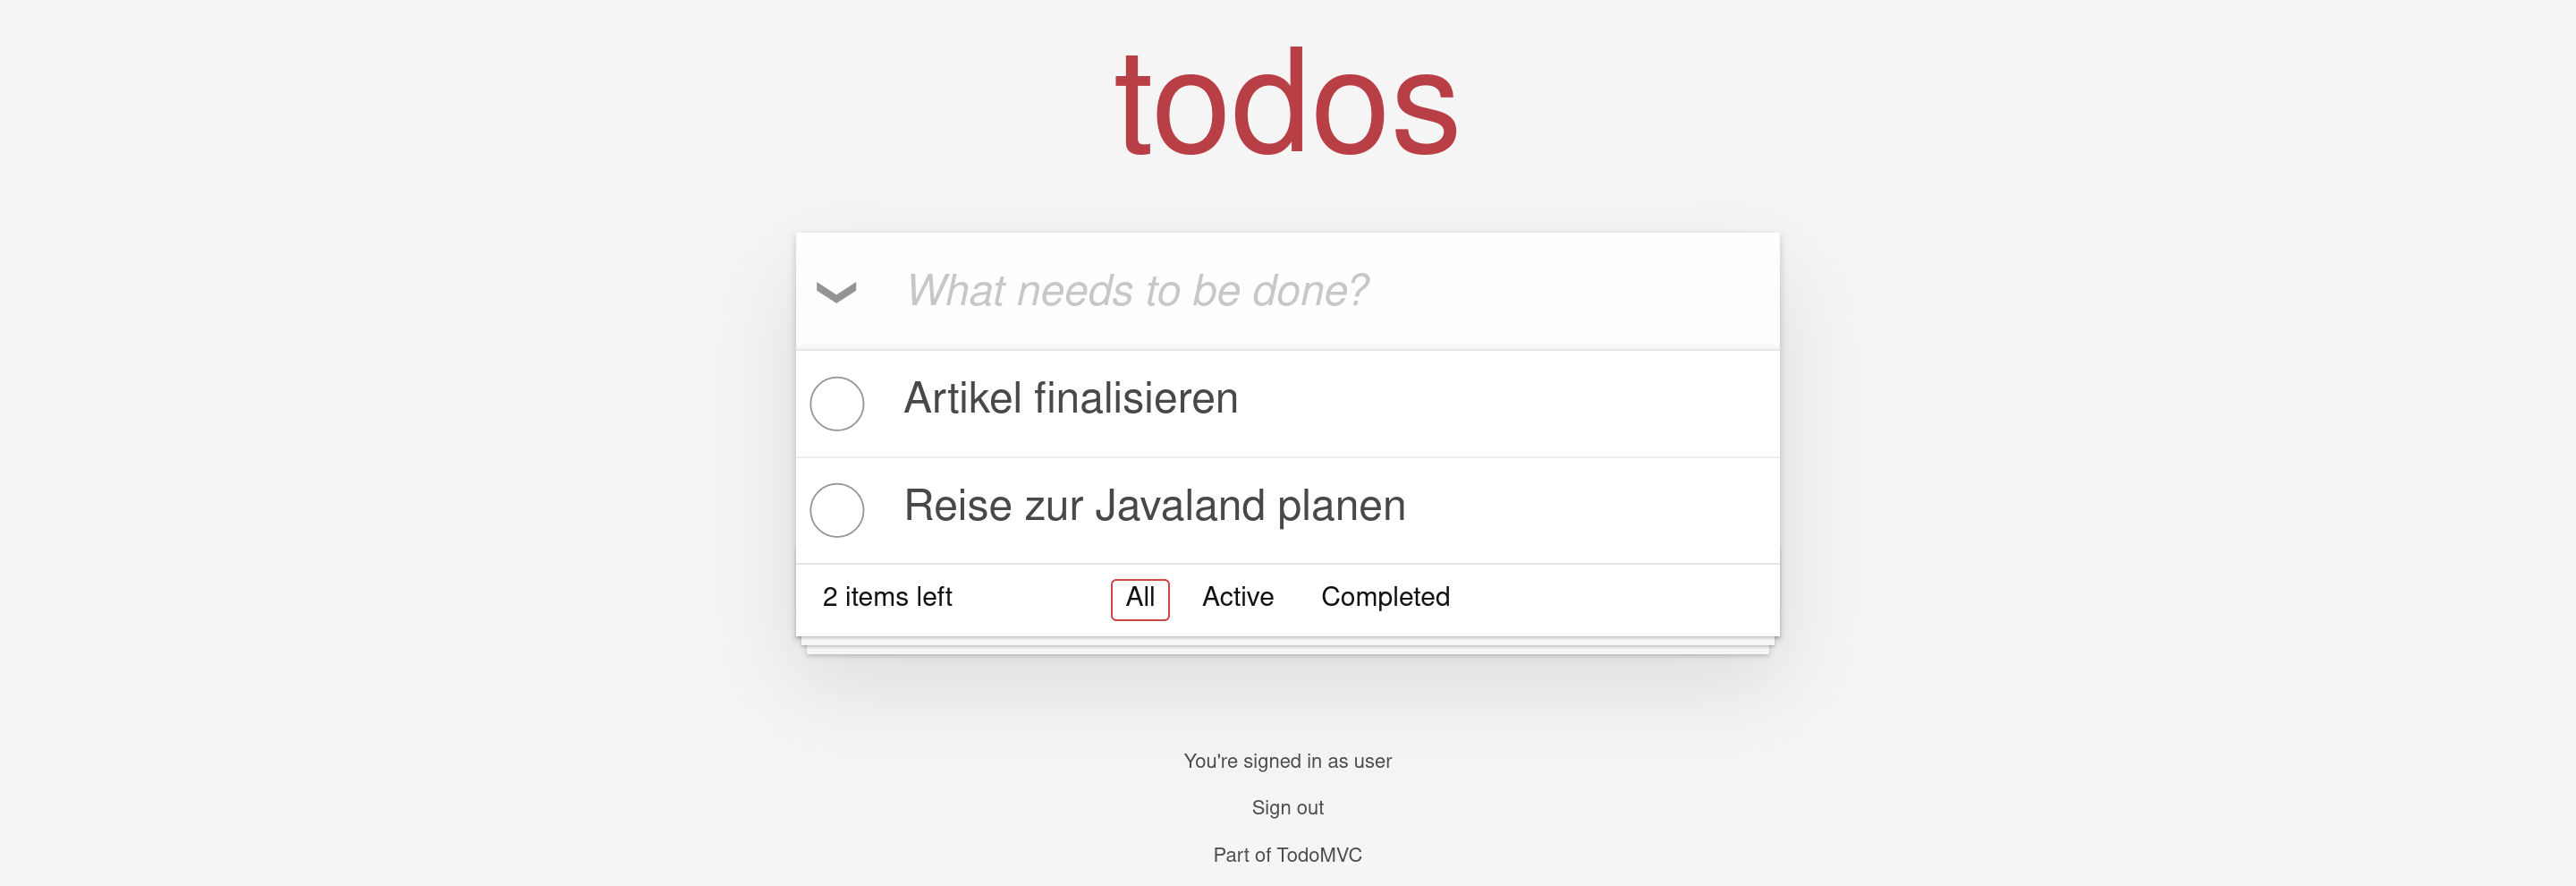 todos
What needs to be done?
Artikel finalisieren
Reise zur Javaland planen
2 items left All Active Completed
You're signed in as user
Sign out
Part of TodoMVC